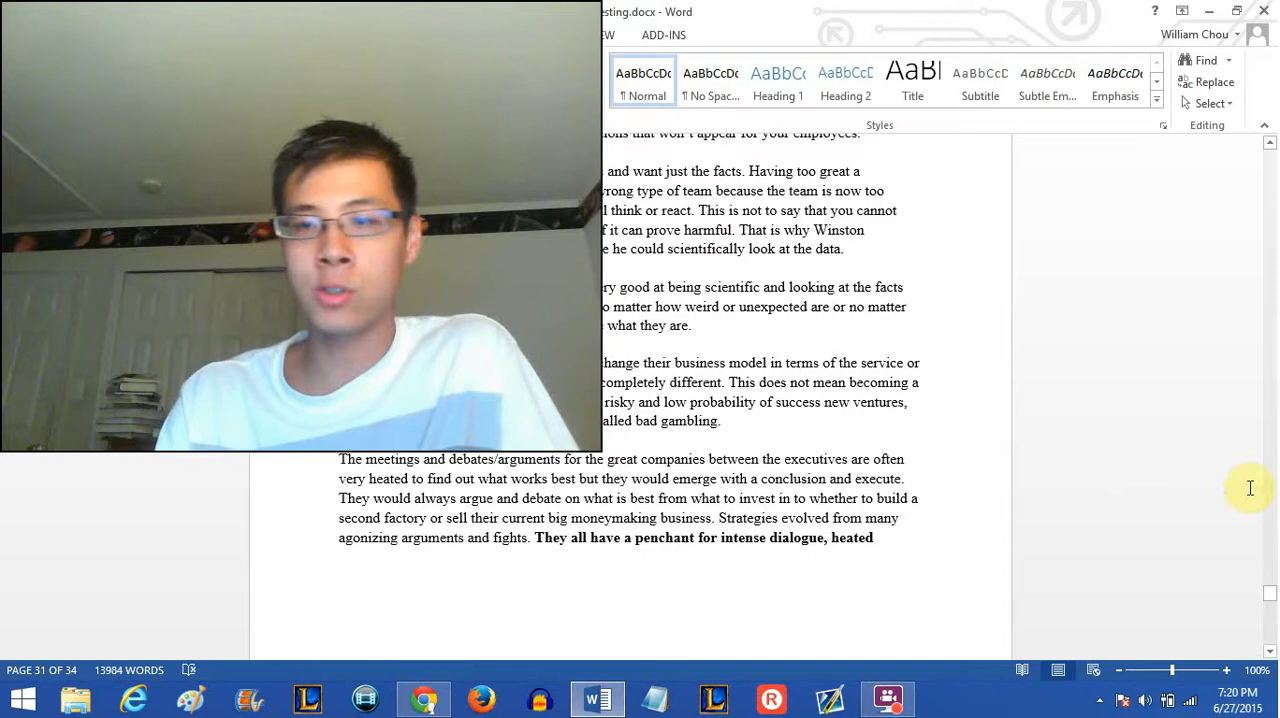 esting.docx - Word
?
EW
ADD-INS
William Chou
AaBbCcDc
AaBbCcDc
AaBbCc
AaBbCcE
AaBl
AaBbCcD
AaBbCcDc
AaBbCcDc
¶ Normal
¶ No Spac...
Heading 1
Heading 2
Title
Subtitle
Subtle Em...
Emphasis
Find
Replace
Select
Styles
Editing
ions that won't appear for your employees.
and want just the facts. Having too great a
wrong type of team because the team is now too
l think or react. This is not to say that you cannot
f it can prove harmful. That is why Winston
e he could scientifically look at the data.
ry good at being scientific and looking at the facts
o matter how weird or unexpected are or no matter
e what they are.
change their business model in terms of the service or
completely different. This does not mean becoming a
risky and low probability of success new ventures,
alled bad gambling.
The meetings and debates/arguments for the great companies between the executives are often
very heated to find out what works best but they would emerge with a conclusion and execute.
They would always argue and debate on what is best from what to invest in to whether to build a
second factory or sell their current big moneymaking business. Strategies evolved from many
agonizing arguments and fights. They all have a penchant for intense dialogue, heated
PAGE 31 OF 34
13984 WORDS
100%
7:20 PM
6/27/2015